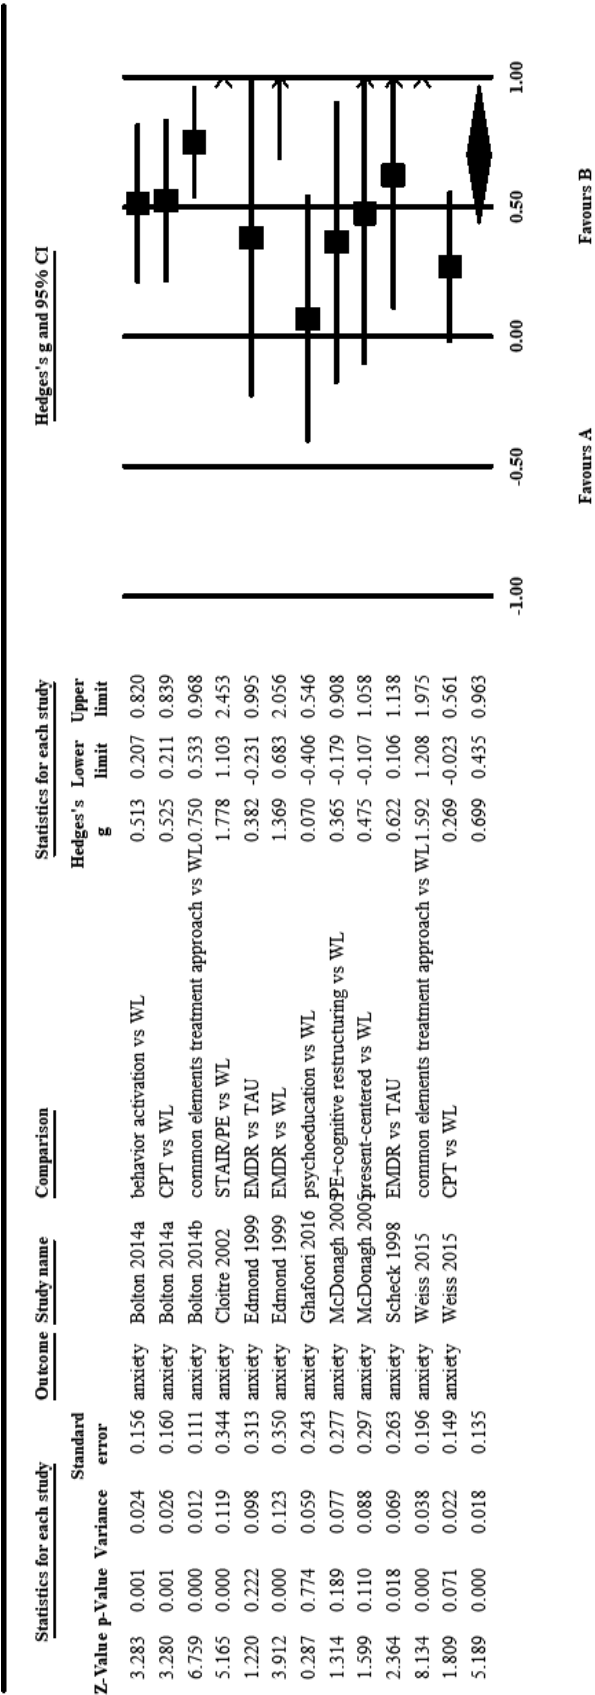 Statistics for each study Outcome Study name Comparison Statistics for each study Hedges's g and 95% CI
Standard Hedges's Lower Upper
Z-Value p-Value Variance error g limit limit
3.283 0.001 0.024 0.156 anxiety Bolton 2014a behavior activation vs WL 0.513 0.207 0.820
3.280 0.001 0.026 0.160 anxiety Bolton 2014a CPT vs WL 0.525 0.211 0.839
6.759 0.000 0.012 0.111 anxiety Bolton 2014b common elements treatment approach vs WL 0.750 0.533 0.968
5.165 0.000 0.119 0.344 anxiety Cloitre 2002 STAIR/PE vs WL 1.778 1.103 2.453
1.220 0.222 0.098 0.313 anxiety Edmond 1999 EMDR vs TAU 0.382 -0.231 0.995
3.912 0.000 0.123 0.350 anxiety Edmond 1999 EMDR vs WL 1.369 0.683 2.056
0.287 0.774 0.059 0.243 anxiety Ghafoori 2016 psychoeducation vs WL 0.070 -0.406 0.546
1.314 0.189 0.077 0.277 anxiety McDonagh 2005 PE+cognitive restructuring vs WL 0.365 -0.179 0.908
1.599 0.110 0.088 0.297 anxiety McDonagh 2005 present-centered vs WL 0.475 -0.107 1.058
2.364 0.018 0.069 0.263 anxiety Scheck 1998 EMDR vs TAU 0.622 0.106 1.138
8.134 0.000 0.038 0.196 anxiety Weiss 2015 common elements treatment approach vs WL 1.592 1.208 1.975
1.809 0.071 0.022 0.149 anxiety Weiss 2015 CPT vs WL 0.269 -0.023 0.561
5.189 0.000 0.018 0.135 0.699 0.435 0.963
-1.00 -0.50 0.00 0.50 1.00
Favours A Favours B